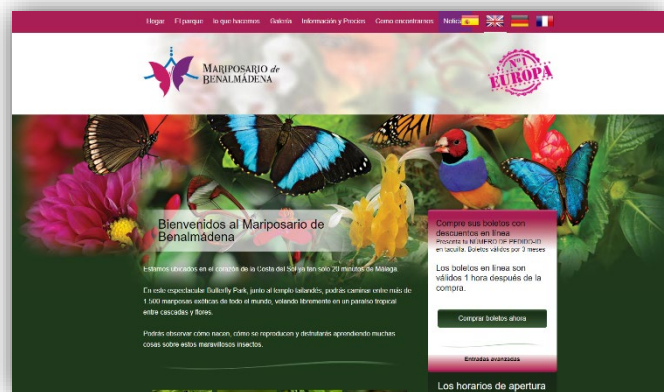 Hogar El parque lo que hacemos Galería Información y Precios Como encontrarnos Notici
MARIPOSARIO de
BENALMÁDENA
Nº1
EUROPA
Bienvenidos al Mariposario de
Benalmádena
Estamos ubicados en el corazón de la Costa del Sol ya tan solo 20 minutos de Málaga.
En este espectacular Butterfly Park, junto al templo tailandés, podrás caminar entre más de
1.500 mariposas exóticas de todo el mundo, volando libremente en un paraíso tropical
entre cascadas y flores.
Podrás observar cómo nacen, cómo se reproducen y disfrutarás aprendiendo muchas
cosas sobre estos maravillosos insectos.
Compre sus boletos con
descuentos en línea
Presenta tu NÚMERO DE PEDIDO-ID
en taquilla. Boletos válidos por 3 meses
Los boletos en línea son
válidos 1 hora después de la
compra.
Comprar boletos ahora
Entradas avanzadas
Los horarios de apertura